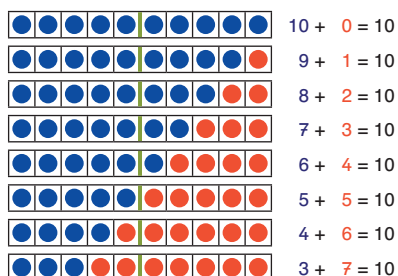 10 + 0 = 10
9 + 1 = 10
8 + 2 = 10
7 + 3 = 10
6 + 4 = 10
5 + 5 = 10
4 + 6 = 10
3 + 7 = 10